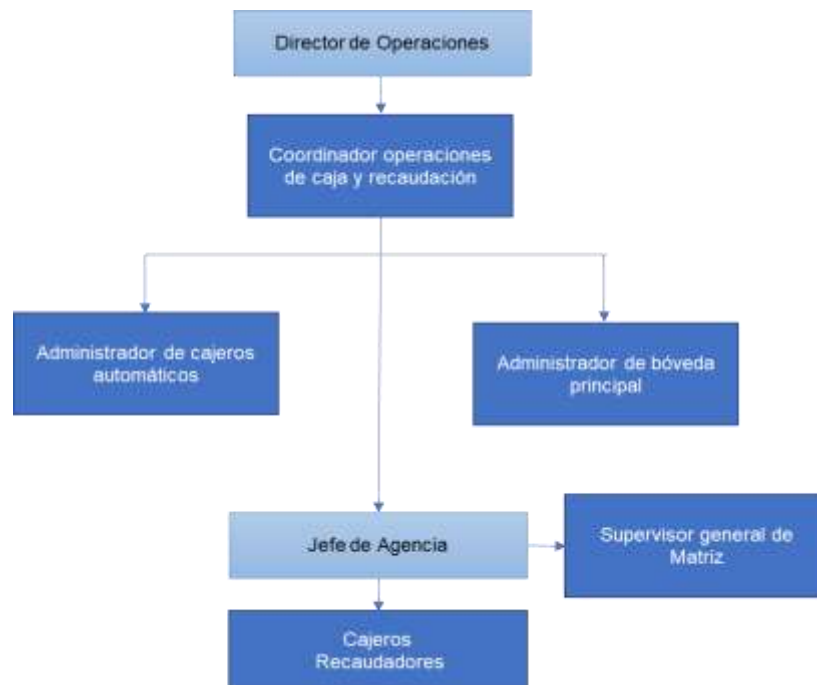 Director de Operaciones
Coordinador operaciones
de caja y recaudación
Administrador de cajeros
automáticos
Administrador de bóveda
principal
Jefe de Agencia
Supervisor general de
Matriz
Cajeros
Recaudadores